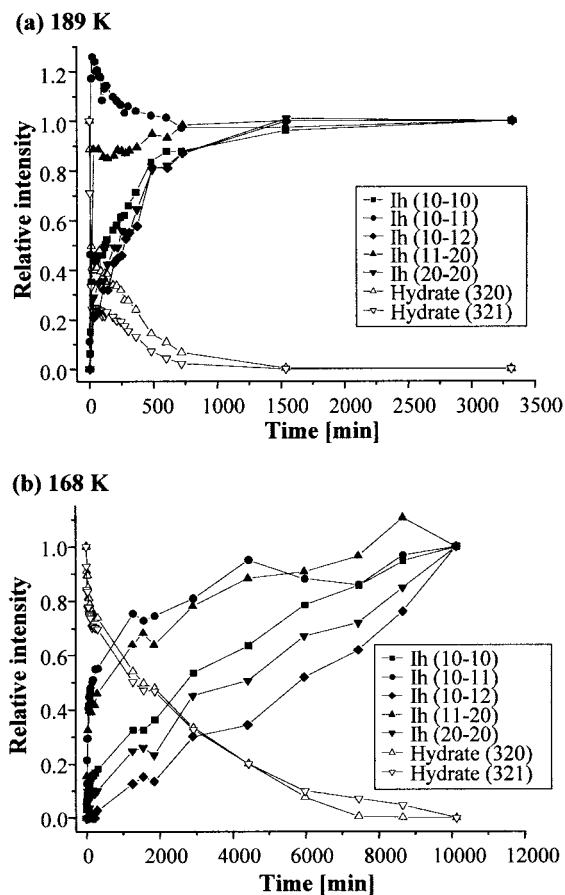 (a) 189 K
Relative intensity
1.2
1.0
0.8
0.6
0.4
0.2
0.0
Ih (10-10)
Ih (10-11)
Ih (10-12)
Ih (11-20)
Ih (20-20)
Hydrate (320)
Hydrate (321)
0 500 1000 1500 2000 2500 3000 3500
Time [min]
(b) 168 K
Relative intensity
1.0
0.8
0.6
0.4
0.2
0.0
Ih (10-10)
Ih (10-11)
Ih (10-12)
Ih (11-20)
Ih (20-20)
Hydrate (320)
Hydrate (321)
0 2000 4000 6000 8000 10000 12000
Time [min]